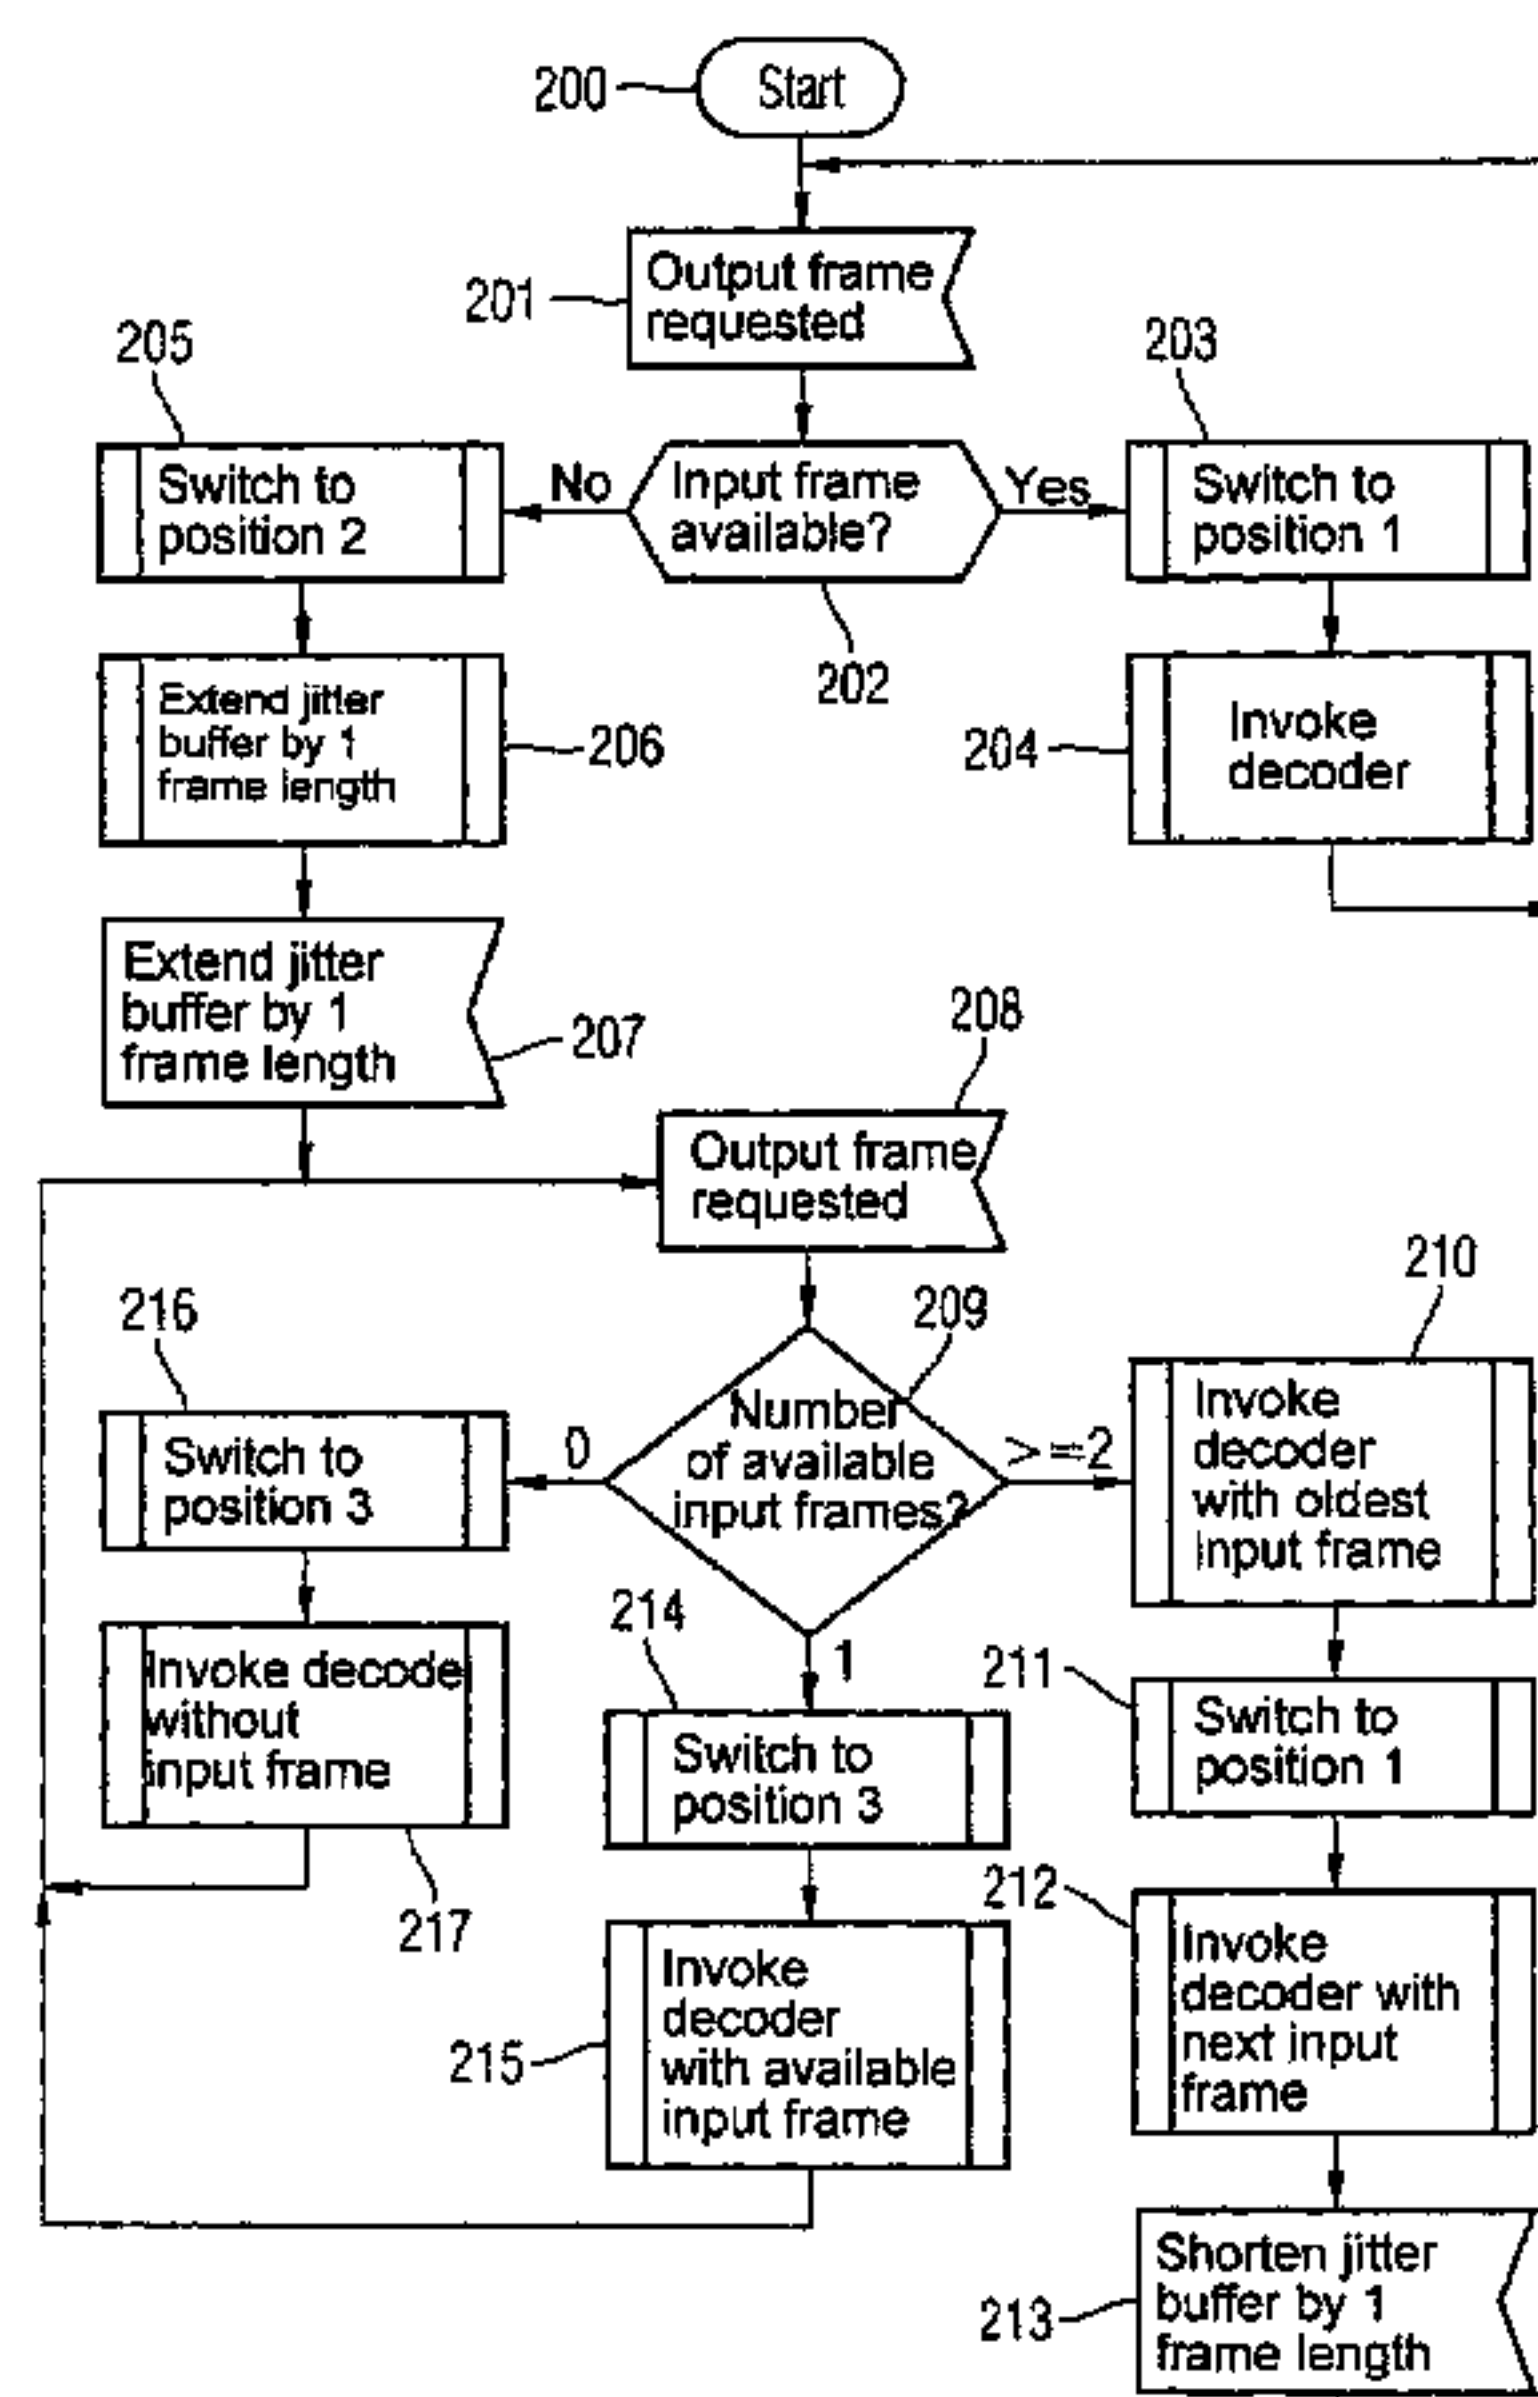 200
Start
201
Output frame
requested
205
203
Switch to
position 2
No
Input frame
available?
Yes
Switch to
position 1
202
Extend jitter
buffer by 1
frame length
206
204
Invoke
decoder
Extend jitter
buffer by 1
frame length
207
208
Output frame
requested
210
216
209
Switch to
position 3
0
Number
of available
input frames?
>=2
Invoke
decoder
with oldest
input frame
214
1
211
Invoke decode
without
input frame
Switch to
position 3
Switch to
position 1
217
212
215
Invoke
decoder
with available
input frame
Invoke
decoder with
next input
frame
213
Shorten jitter
buffer by 1
frame length